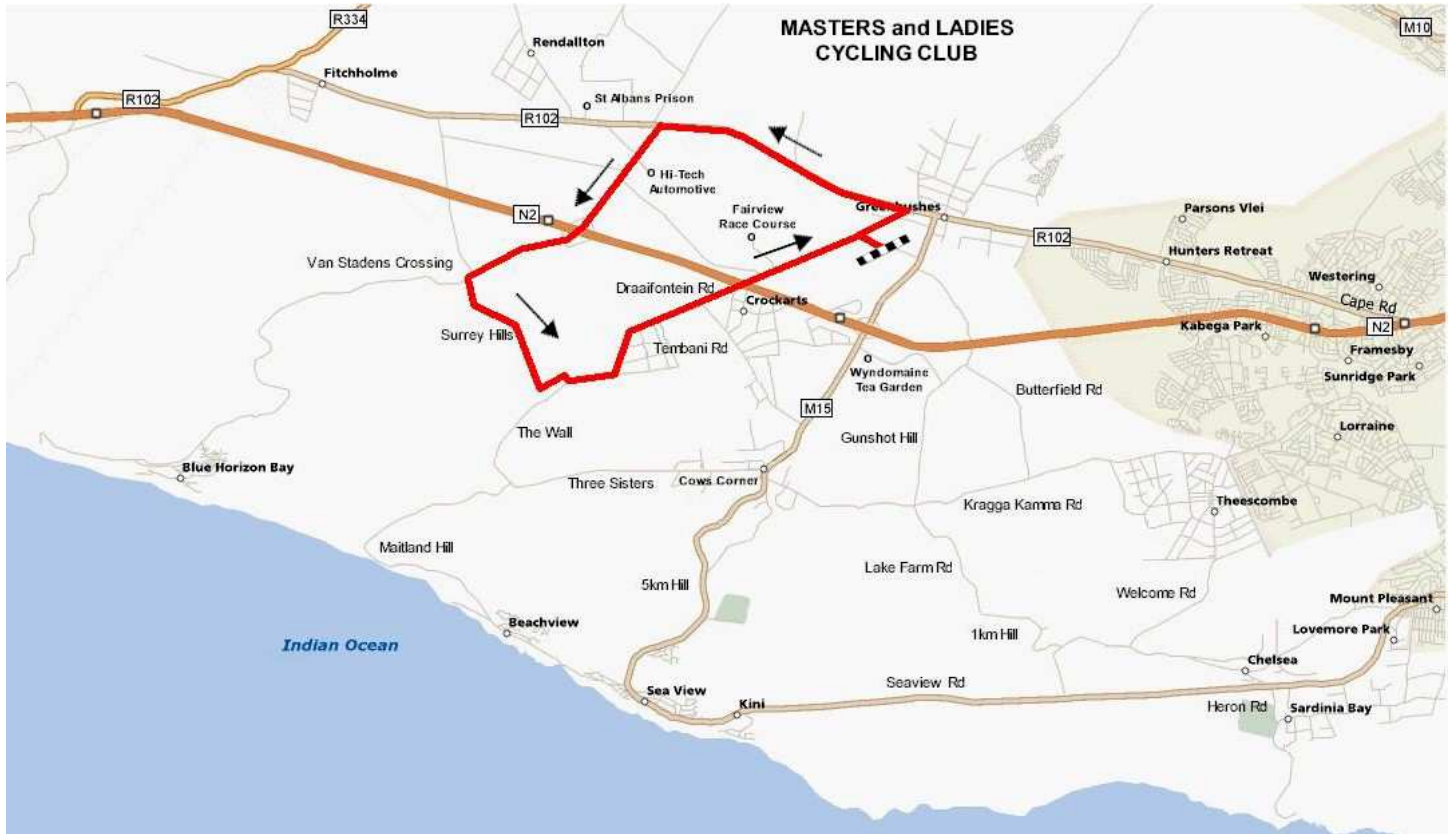 R334
MASTERS and LADIES
CYCLING CLUB
M10
Rendallton
Fitchholme
R102
St Albans Prison
R102
Hi-Tech
Automotive
Fairview
Race Course
Greenbushes
Parsons Vlei
N2
R102
Hunters Retreat
Van Stadens Crossing
Westering
Draaifontein Rd
Crockarts
Cape Rd
N2
Kabega Park
Surrey Hills
Tembani Rd
Framesby
Wyndomaine
Tea Garden
Sunridge Park
Butterfield Rd
M15
The Wall
Gunshot Hill
Lorraine
Blue Horizon Bay
Three Sisters
Cows Corner
Kragga Kamma Rd
Theescombe
Maitland Hill
5km Hill
Lake Farm Rd
Welcome Rd
Mount Pleasant
Beachview
1km Hill
Lovemore Park
Indian Ocean
Chelsea
Seaview Rd
Sea View
Kini
Heron Rd
Sardinia Bay